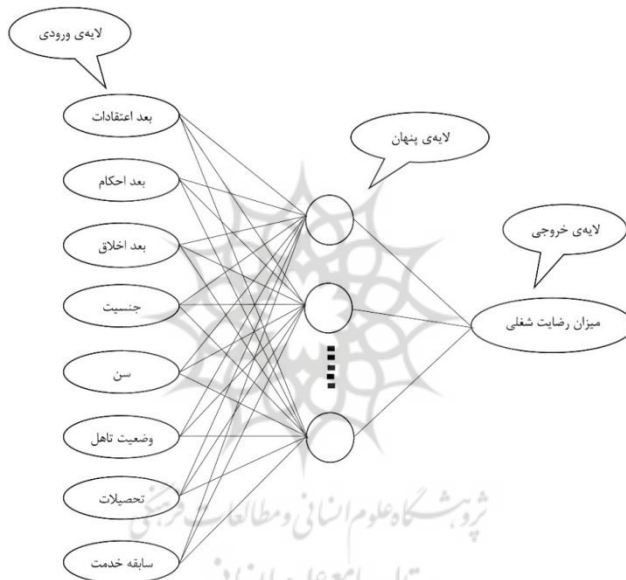 لایه‌ی ورودی
بعد اعتقادات
لایه‌ی پنهان
بعد احکام
لایه‌ی خروجی
بعد اخلاق
جنسیت
میزان رضایت شغلی
سن
وضعیت تاهل
تحصیلات
پژوهشگاه علوم انسانی و مطالعات فرهنگی
سابقه خدمت